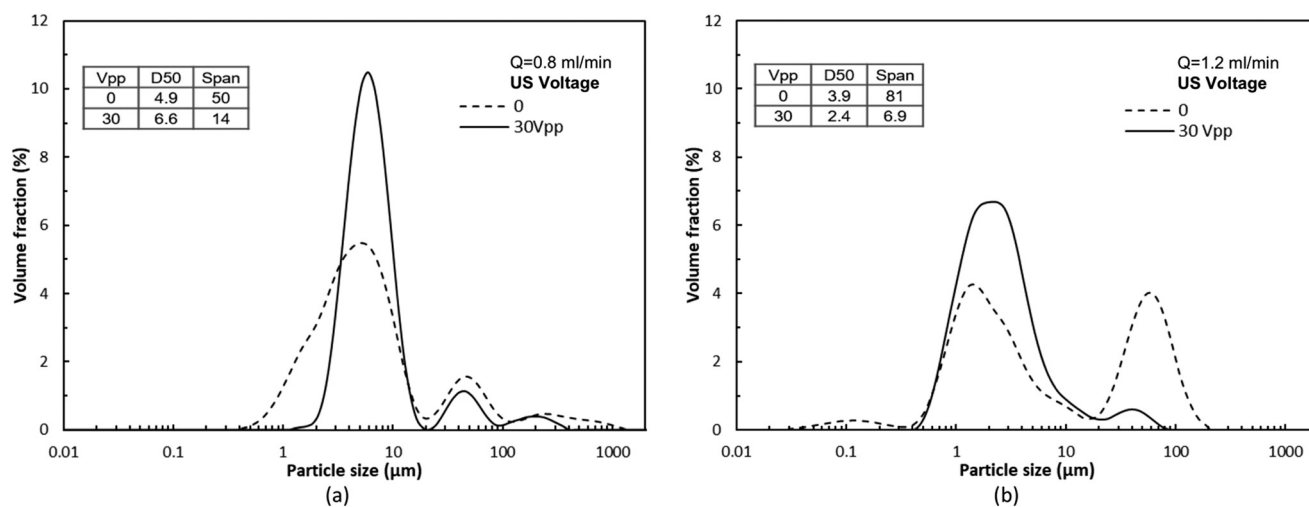 12
10
8
6
4
2
0
Volume fraction (%)
Vpp D50 Span
0 4.9 50
30 6.6 14
Q=0.8 ml/min
US Voltage
0
30Vpp
0.01 0.1 1 10 100 1000
Particle size (μm)
(a)
12
10
8
6
4
2
0
Volume fraction (%)
Vpp D50 Span
0 3.9 81
30 2.4 6.9
Q=1.2 ml/min
US Voltage
0
30 Vpp
0.01 0.1 1 10 100 1000
Particle size (μm)
(b)